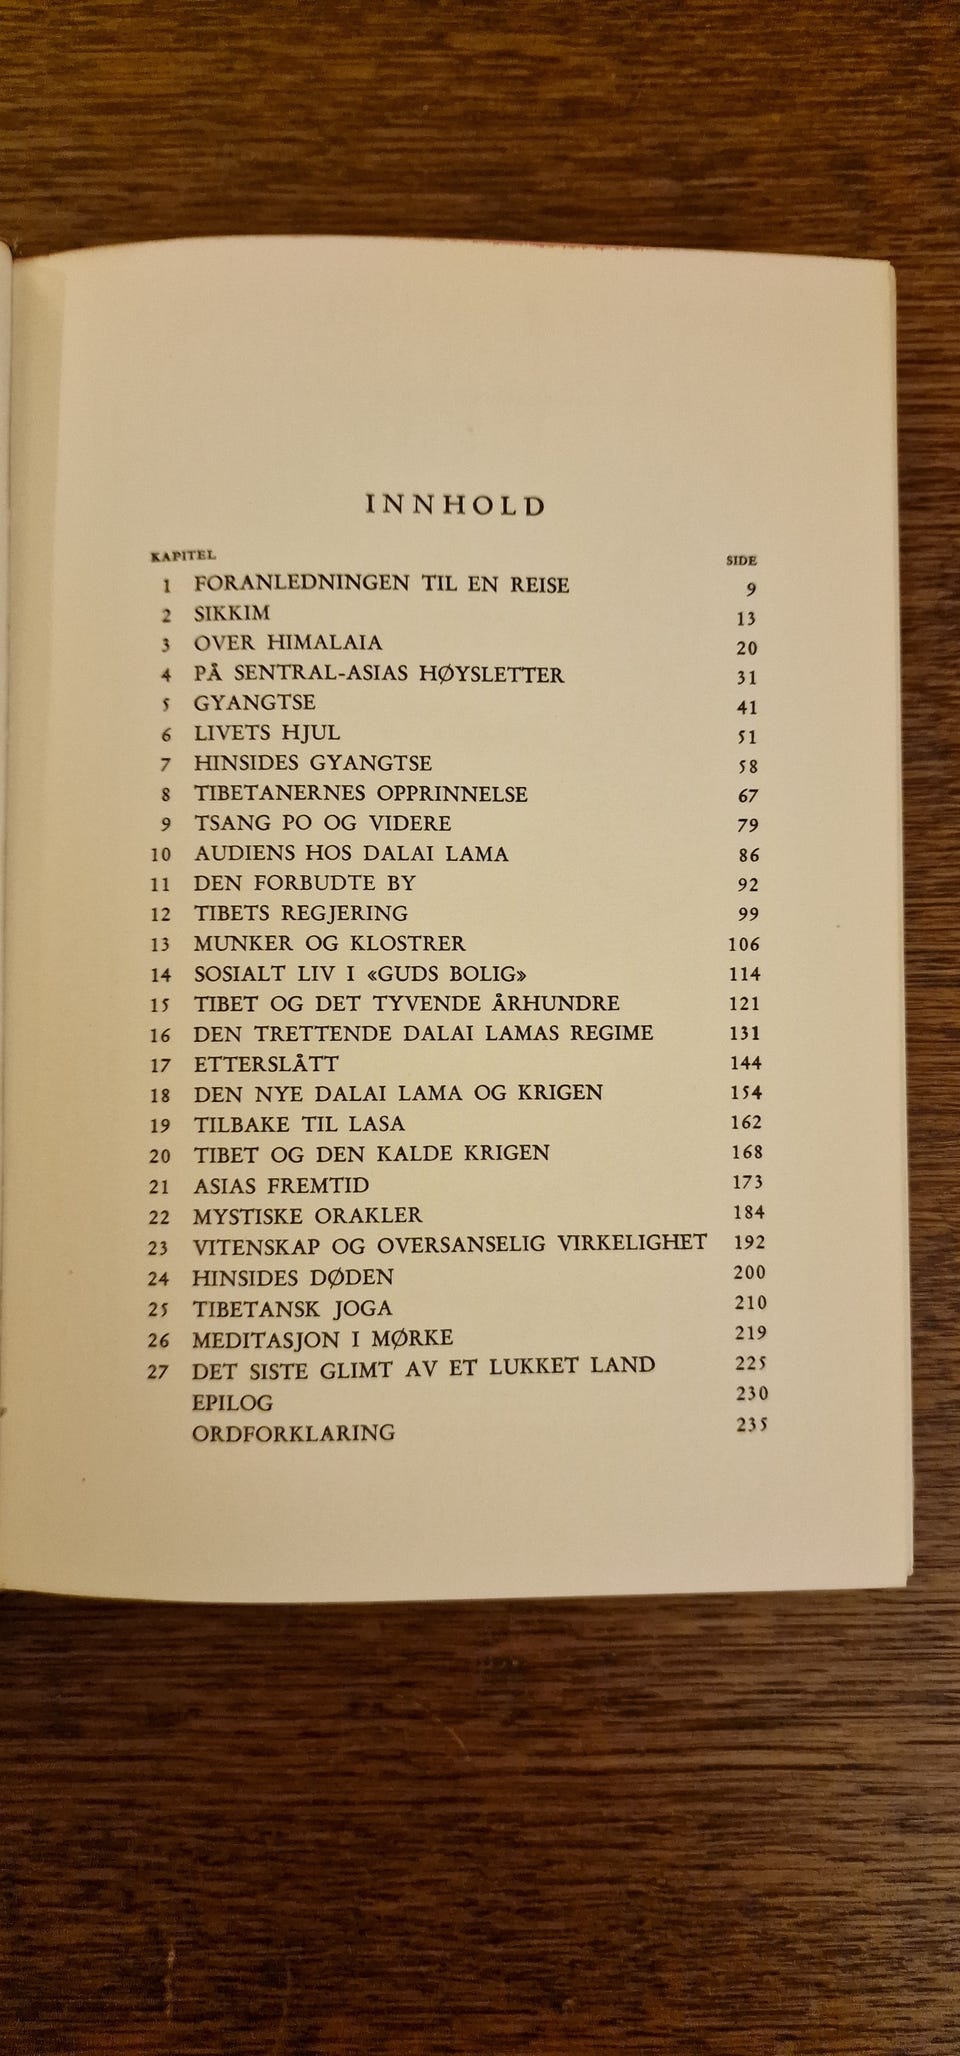 INNHOLD
KAPITEL SIDE
1 FORANLEDNINGEN TIL EN REISE 9
2 SIKKIM 13
3 OVER HIMALAIA 20
4 PÅ SENTRAL-ASIAS HØYSLETTER 31
5 GYANGTSE 41
6 LIVETS HJUL 51
7 HINSIDES GYANGTSE 58
8 TIBETANERNES OPPRINNELSE 67
9 TSANG PO OG VIDERE 79
10 AUDIENS HOS DALAI LAMA 86
11 DEN FORBUDTE BY 92
12 TIBETS REGJERING 99
13 MUNKER OG KLOSTRER 106
14 SOSIALT LIV I «GUDS BOLIG» 114
15 TIBET OG DET TYVENDE ÅRHUNDRE 121
16 DEN TRETTENDE DALAI LAMAS REGIME 131
17 ETTERSLÅTT 144
18 DEN NYE DALAI LAMA OG KRIGEN 154
19 TILBAKE TIL LASA 162
20 TIBET OG DEN KALDE KRIGEN 168
21 ASIAS FREMTID 173
22 MYSTISKE ORAKLER 184
23 VITENSKAP OG OVERSANSELIG VIRKELIGHET 192
24 HINSIDES DØDEN 200
25 TIBETANSK JOGA 210
26 MEDITASJON I MØRKE 219
27 DET SISTE GLIMT AV ET LUKKET LAND 225
EPILOG 230
ORDFORKLARING 235